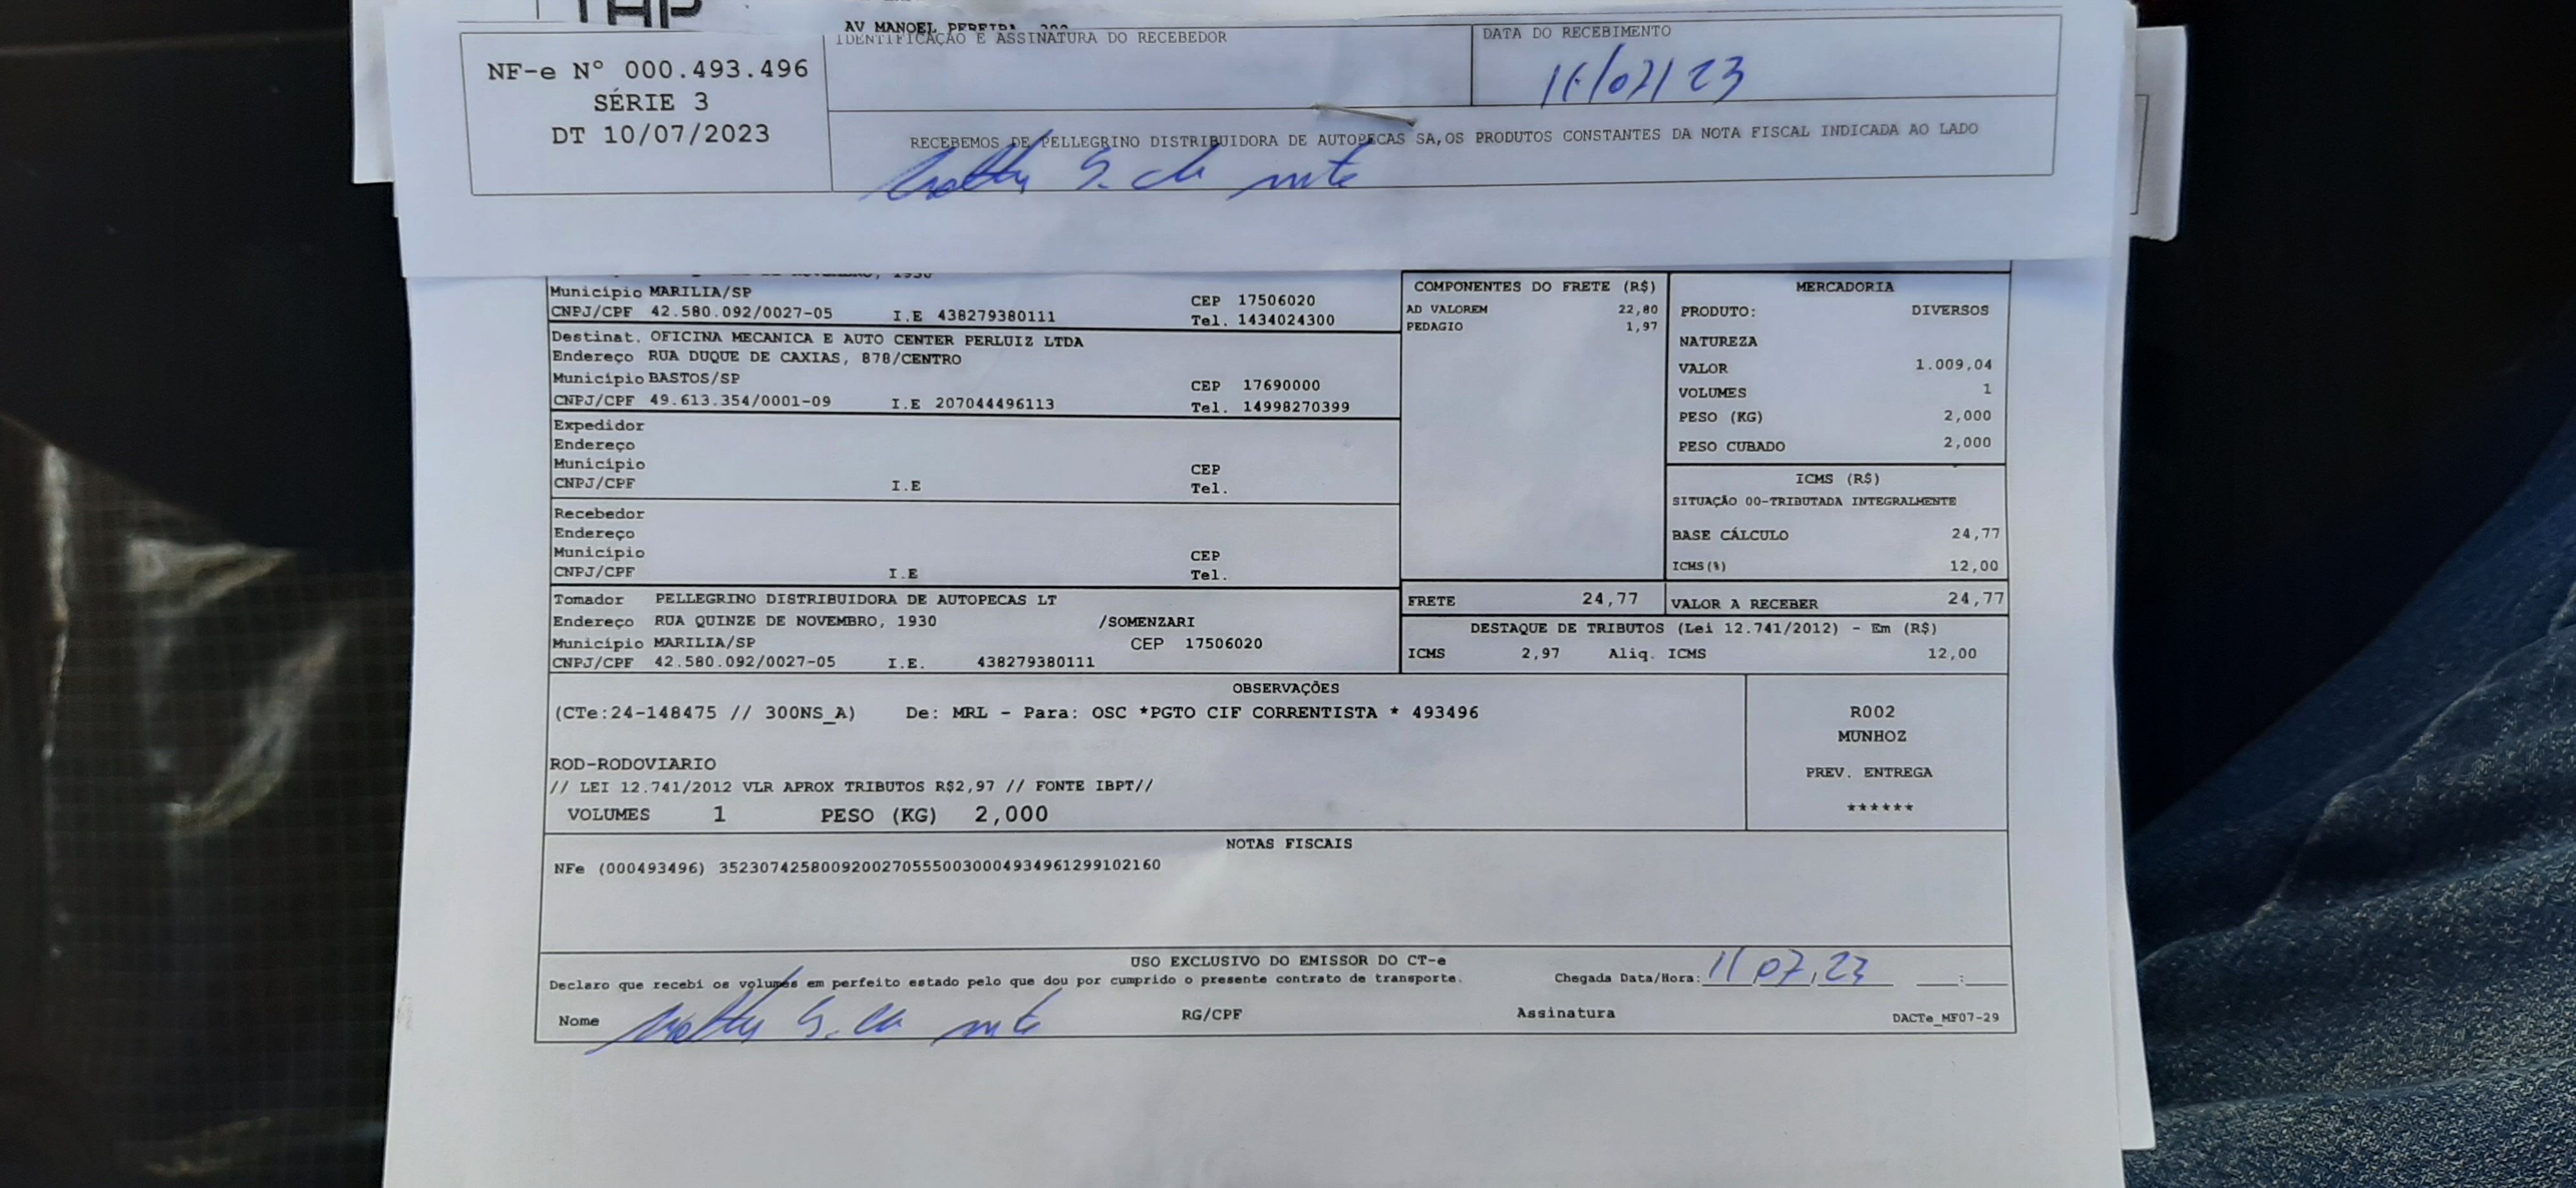 AV MANOEL PEREIRA,
IDENTIFICAÇÃO E ASSINATURA DO RECEBEDOR
DATA DO RECEBIMENTO
NF-e Nº 000.493.496
SÉRIE 3
DT 10/07/2023
11/07/23
RECEBEMOS DE PELLEGRINO DISTRIBUIDORA DE AUTOPECAS SA,OS PRODUTOS CONSTANTES DA NOTA FISCAL INDICADA AO LADO
Município MARILIA/SP CEP 17506020
CNPJ/CPF 42.580.092/0027-05 I.E 438279380111 Tel. 1434024300
Destinat. OFICINA MECANICA E AUTO CENTER PERLUIZ LTDA
Endereço RUA DUQUE DE CAXIAS, 878/CENTRO
Município BASTOS/SP CEP 17690000
CNPJ/CPF 49.613.354/0001-09 I.E 207044496113 Tel. 14998270399
Expedidor
Endereço
Município CEP
CNPJ/CPF I.E Tel.
Recebedor
Endereço
Município CEP
CNPJ/CPF I.E Tel.
Tomador PELLEGRINO DISTRIBUIDORA DE AUTOPECAS LT
Endereço RUA QUINZE DE NOVEMBRO, 1930 /SOMENZARI
Município MARILIA/SP CEP 17506020
CNPJ/CPF 42.580.092/0027-05 I.E. 438279380111
COMPONENTES DO FRETE (R$)
AD VALOREM 22,80
PEDAGIO 1,97
MERCADORIA
PRODUTO: DIVERSOS
NATUREZA
VALOR 1.009,04
VOLUMES 1
PESO (KG) 2,000
PESO CUBADO 2,000
ICMS (R$)
SITUAÇÃO 00-TRIBUTADA INTEGRALMENTE
BASE CÁLCULO 24,77
ICMS(%) 12,00
FRETE 24,77 VALOR A RECEBER 24,77
DESTAQUE DE TRIBUTOS (Lei 12.741/2012) - Em (R$)
ICMS 2,97 Aliq. ICMS 12,00
OBSERVAÇÕES
(CTe:24-148475 // 300NS_A) De: MRL - Para: OSC *PGTO CIF CORRENTISTA * 493496
ROD-RODOVIARIO
// LEI 12.741/2012 VLR APROX TRIBUTOS R$2,97 // FONTE IBPT//
VOLUMES 1 PESO (KG) 2,000
R002
MUNHOZ
PREV. ENTREGA
******
NOTAS FISCAIS
NFe (000493496) 35230742580092002705550030004934961299102160
USO EXCLUSIVO DO EMISSOR DO CT-e
Declaro que recebi os volumes em perfeito estado pelo que dou por cumprido o presente contrato de transporte. Chegada Data/Hora: 11/07/23 :
Nome RG/CPF Assinatura DACTe_MF07-29